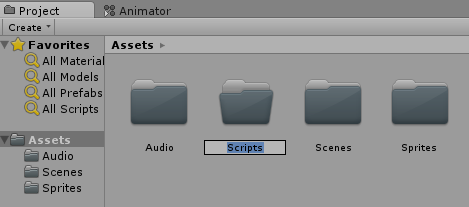 Project Animator
Create
Favorites
All Material
All Models
All Prefabs
All Scripts
Assets
Audio
Scenes
Sprites
Assets
Audio Scripts Scenes Sprites